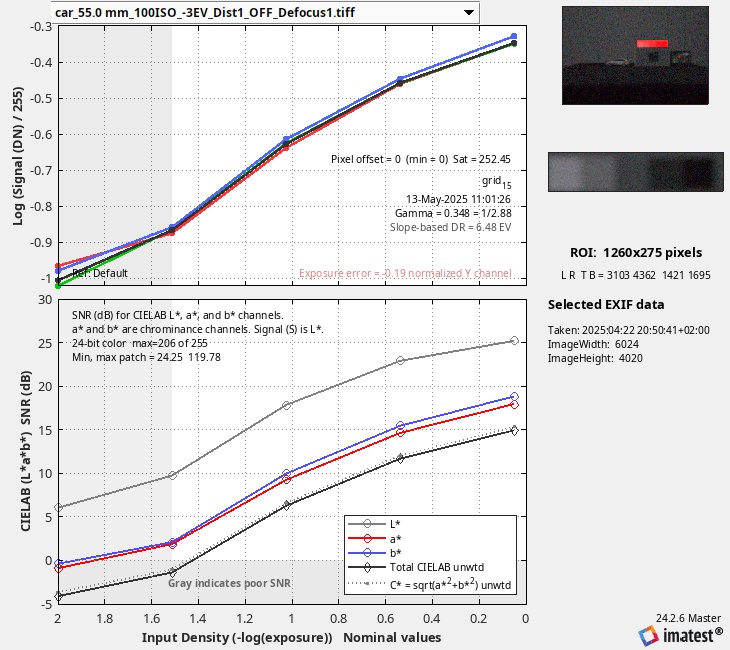 car_55.0 mm_100ISO_-3EV_Dist1_OFF_Defocus1.tiff
-0.3
-0.4
-0.5
-0.6
-0.7
-0.8
-0.9
-1
Log (Signal (DN) / 255)
Pixel offset = 0 (min = 0) Sat = 252.45
grid15
13-May-2025 11:01:26
Gamma = 0.348 = 1/2.88
Slope-based DR = 6.48 EV
Ref: Default
Exposure error = -0.19 normalized Y channel
ROI: 1260x275 pixels
L R T B = 3103 4362 1421 1695
Selected EXIF data
Taken: 2025:04:22 20:50:41+02:00
ImageWidth: 6024
ImageHeight: 4020
30
25
20
15
10
5
0
-5
CIELAB (L*a*b*) SNR (dB)
SNR (dB) for CIELAB L*, a*, and b* channels.
a* and b* are chrominance channels. Signal (S) is L*.
24-bit color max=206 of 255
Min, max patch = 24.25 119.78
L*
a*
b*
Total CIELAB unwtd
C* = sqrt(a*2+b*2) unwtd
Gray indicates poor SNR
2 1.8 1.6 1.4 1.2 1 0.8 0.6 0.4 0.2 0
Input Density (-log(exposure)) Nominal values
24.2.6 Master
imatest®